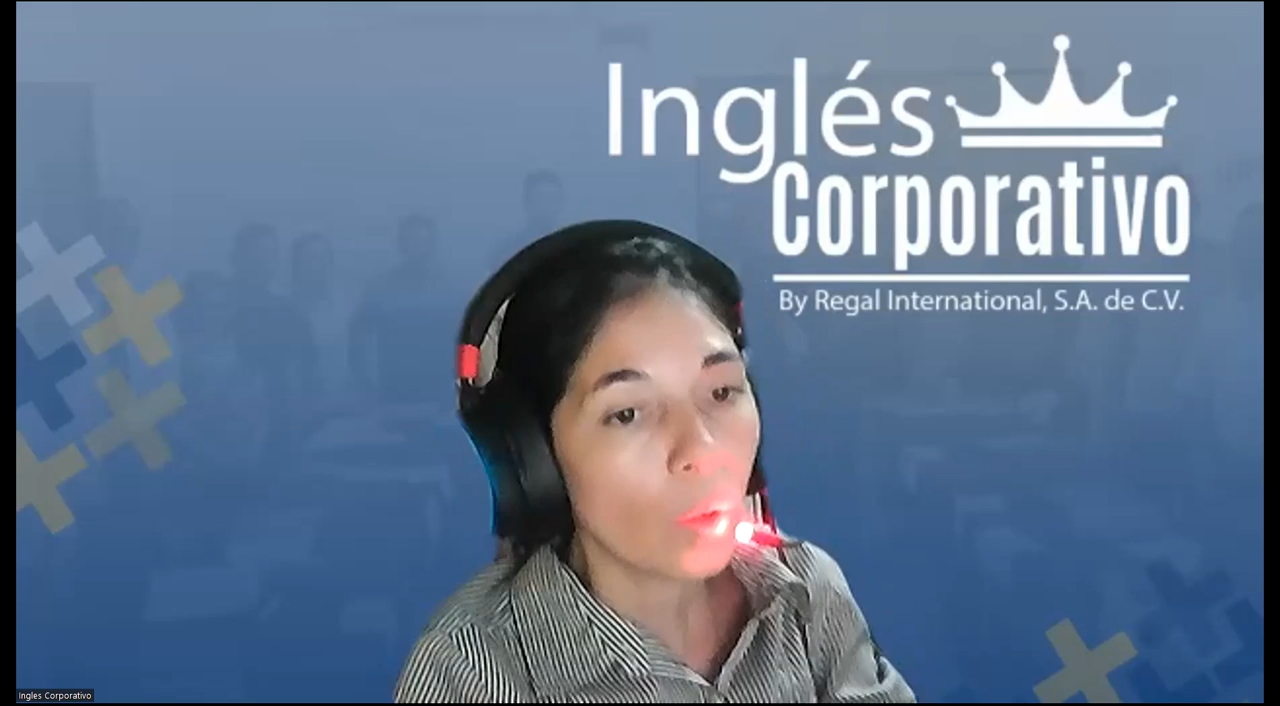 Inglés
Corporativo
By Regal International, S.A. de C.V.
Ingles Corporativo